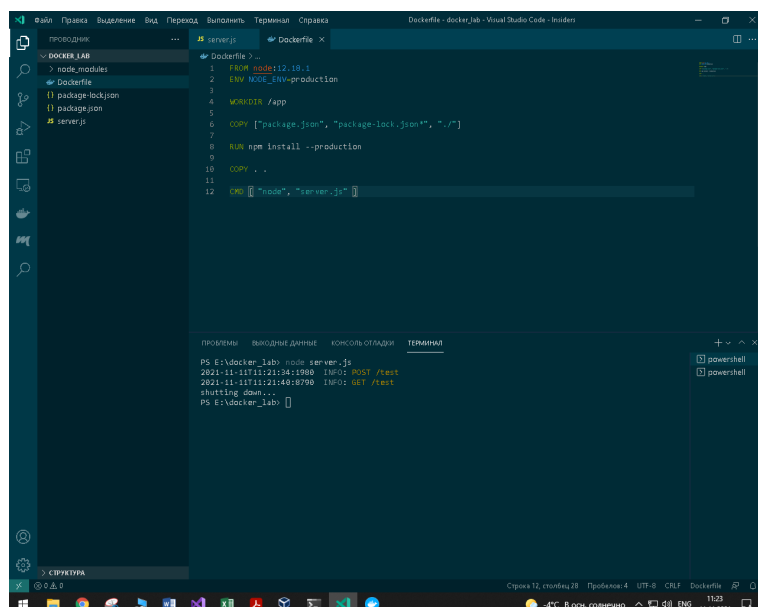 Файл Правка Выделение Вид Переход Выполнить Терминал Справка
Dockerfile - docker_lab - Visual Studio Code - Insiders
ПРОВОДНИК
DOCKER_LAB
node_modules
Dockerfile
package-lock.json
package.json
JS server.js
СТРУКТУРА
JS server.js
Dockerfile
Dockerfile > ...
1 FROM node:12.18.1
2 ENV NODE_ENV=production
3
4 WORKDIR /app
5
6 COPY ["package.json", "package-lock.json*", "./"]
7
8 RUN npm install --production
9
10 COPY . .
11
12 CMD [ "node", "server.js" ]
ПРОБЛЕМЫ ВЫХОДНЫЕ ДАННЫЕ КОНСОЛЬ ОТЛАДКИ ТЕРМИНАЛ
PS E:\docker_lab> node server.js
2021-11-11T11:21:34:1980 INFO: POST /test
2021-11-11T11:21:40:8790 INFO: GET /test
shutting down...
PS E:\docker_lab>
powershell
powershell
0 0
Строка 12, столбец 28 Пробелов: 4 UTF-8 CRLF Dockerfile
-4°C В осн. солнечно ENG 11:23